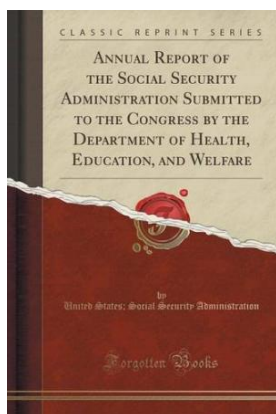 CLASSIC REPRINT SERIES
ANNUAL REPORT OF
THE SOCIAL SECURITY
ADMINISTRATION SUBMITTED
TO THE CONGRESS BY THE
DEPARTMENT OF HEALTH,
EDUCATION, AND WELFARE
by
United States; Social Security Administration
Forgotten Books